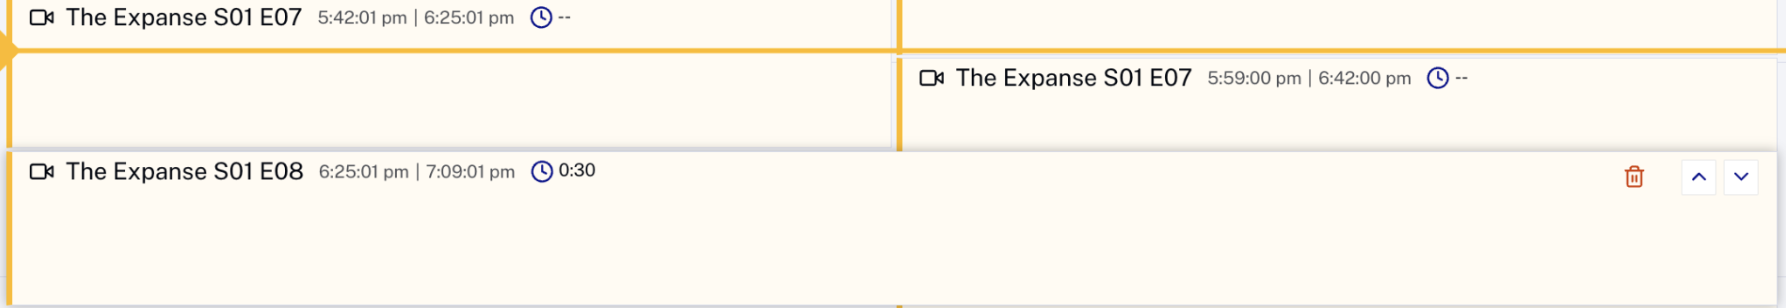 The Expanse S01 E07 5:42:01 pm | 6:25:01 pm --
The Expanse S01 E07 5:59:00 pm | 6:42:00 pm --
The Expanse S01 E08 6:25:01 pm | 7:09:01 pm 0:30